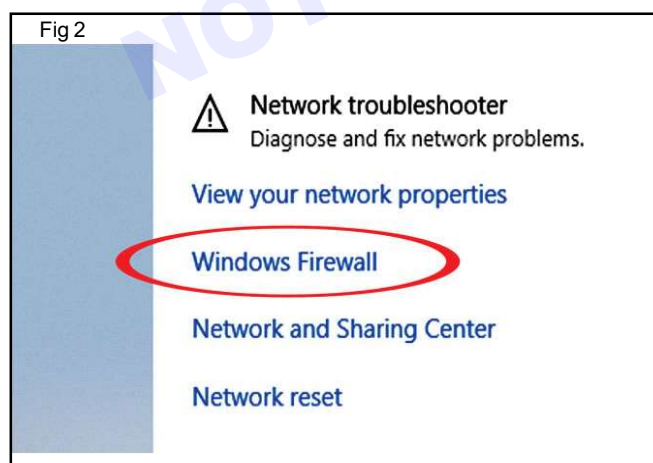 Fig 2
Network troubleshooter
Diagnose and fix network problems.
View your network properties
Windows Firewall
Network and Sharing Center
Network reset